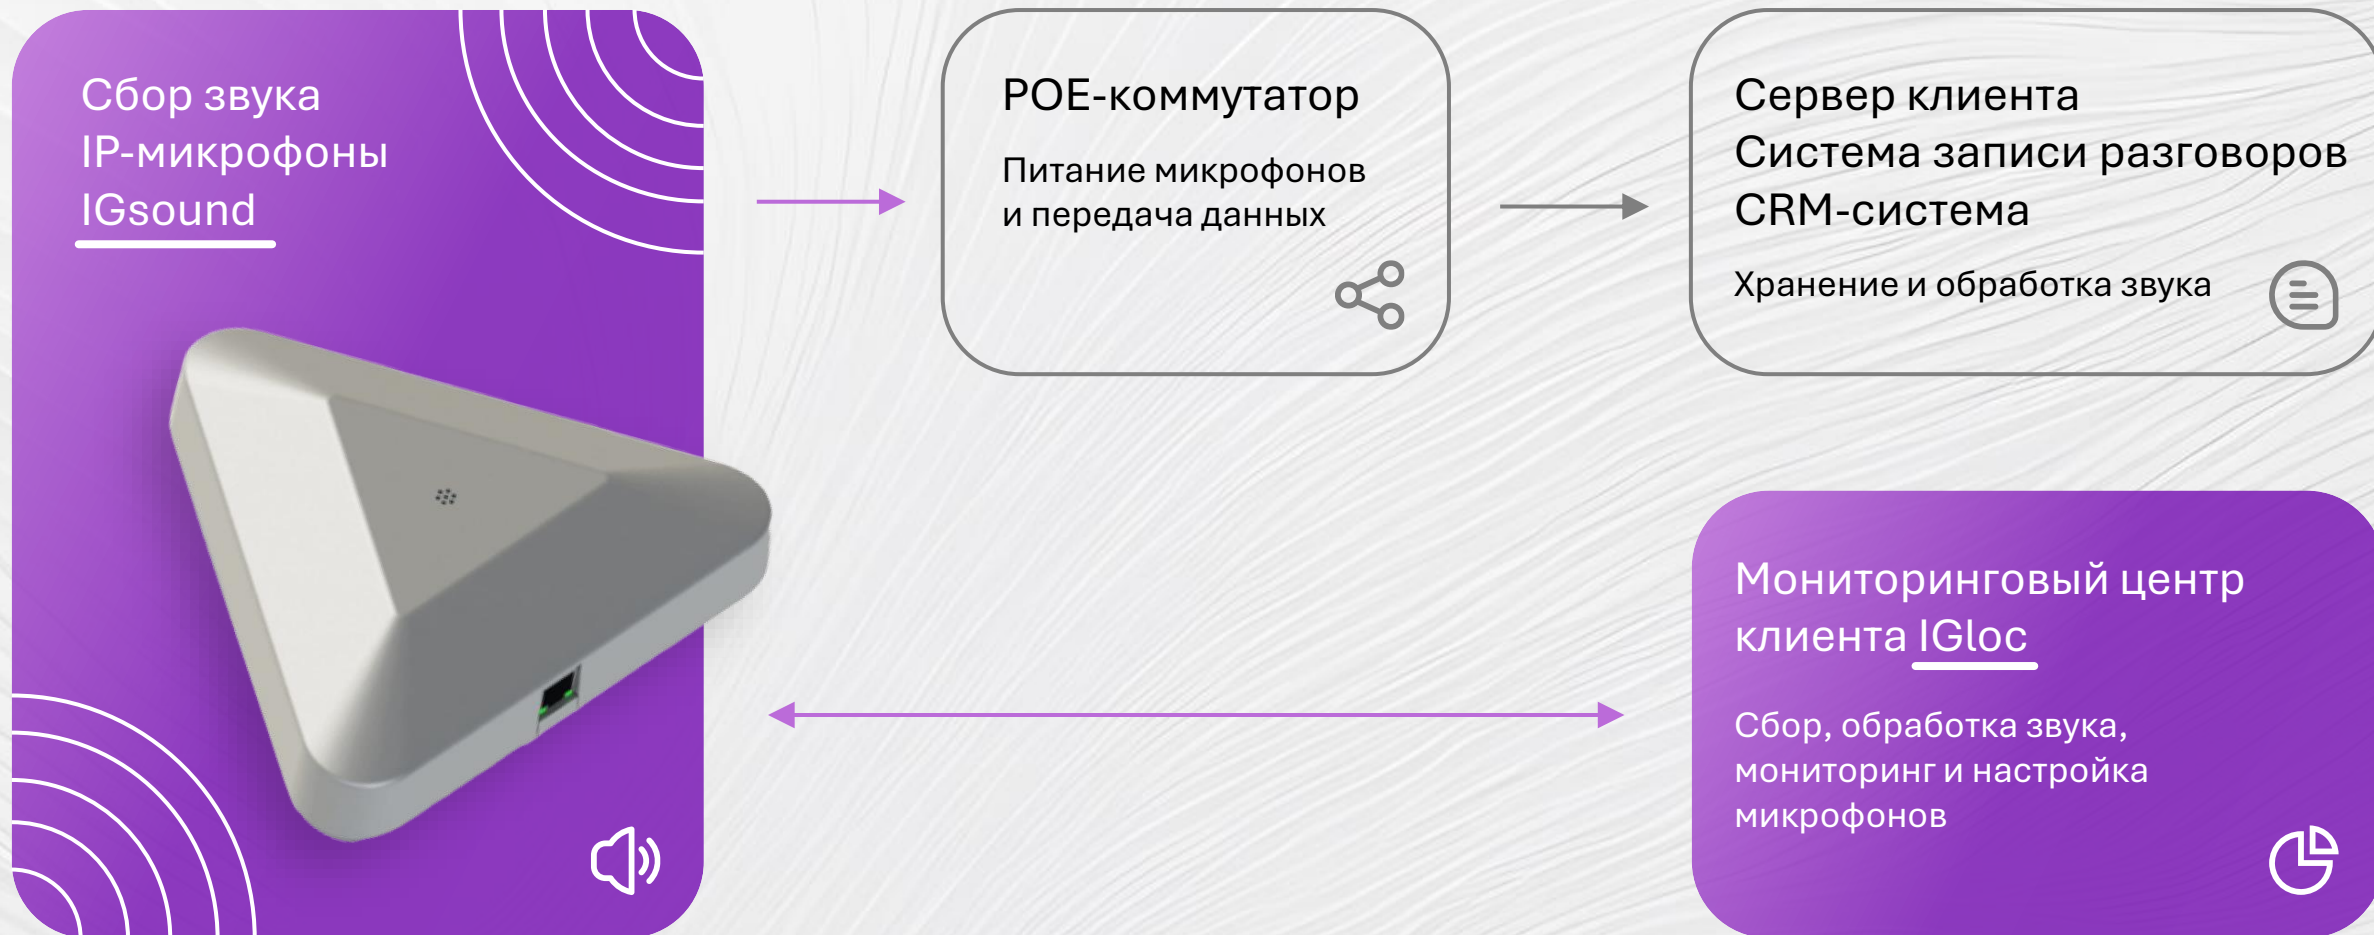 Сбор звука
IP-микрофоны
IGsound
POE-коммутатор
Питание микрофонов
и передача данных
Сервер клиента
Система записи разговоров
CRM-система
Хранение и обработка звука
Мониторинговый центр
клиента IGloc
Сбор, обработка звука,
мониторинг и настройка
микрофонов